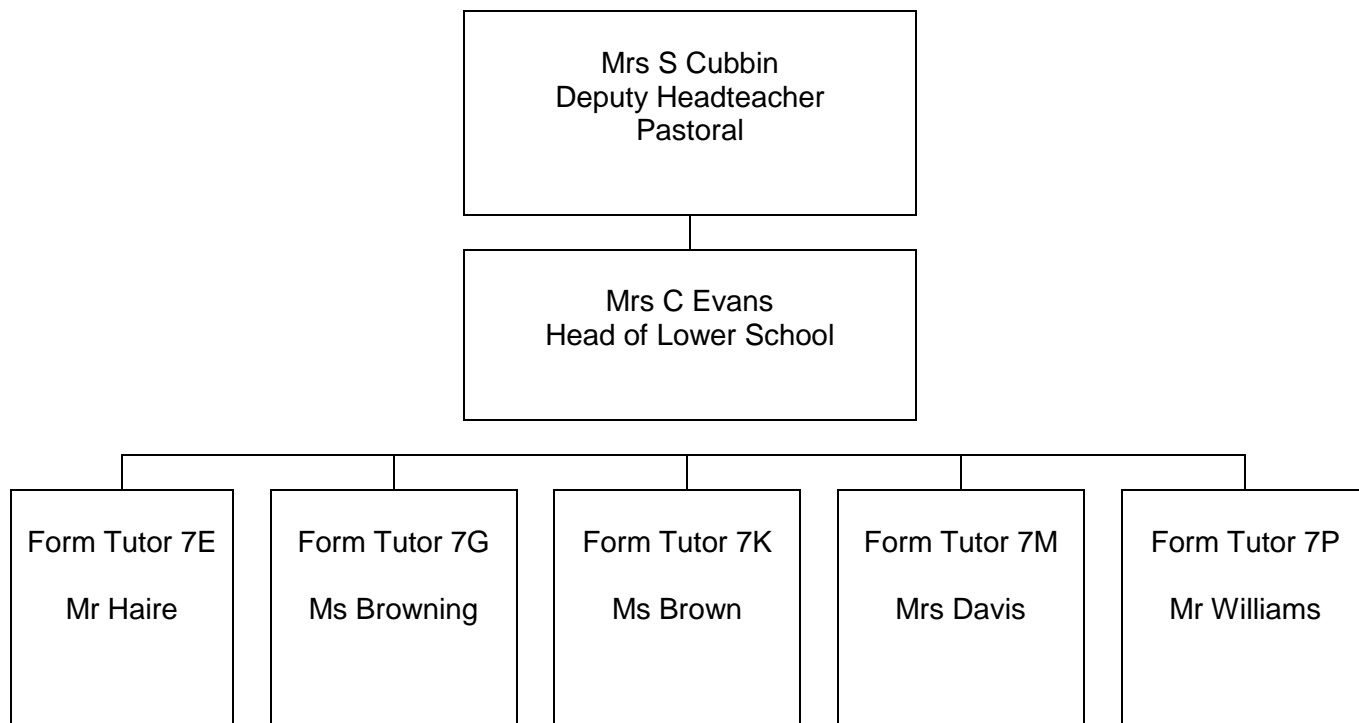 Mrs S Cubbin
Deputy Headteacher
Pastoral
Mrs C Evans
Head of Lower School
Form Tutor 7E
Mr Haire
Form Tutor 7G
Ms Browning
Form Tutor 7K
Ms Brown
Form Tutor 7M
Mrs Davis
Form Tutor 7P
Mr Williams